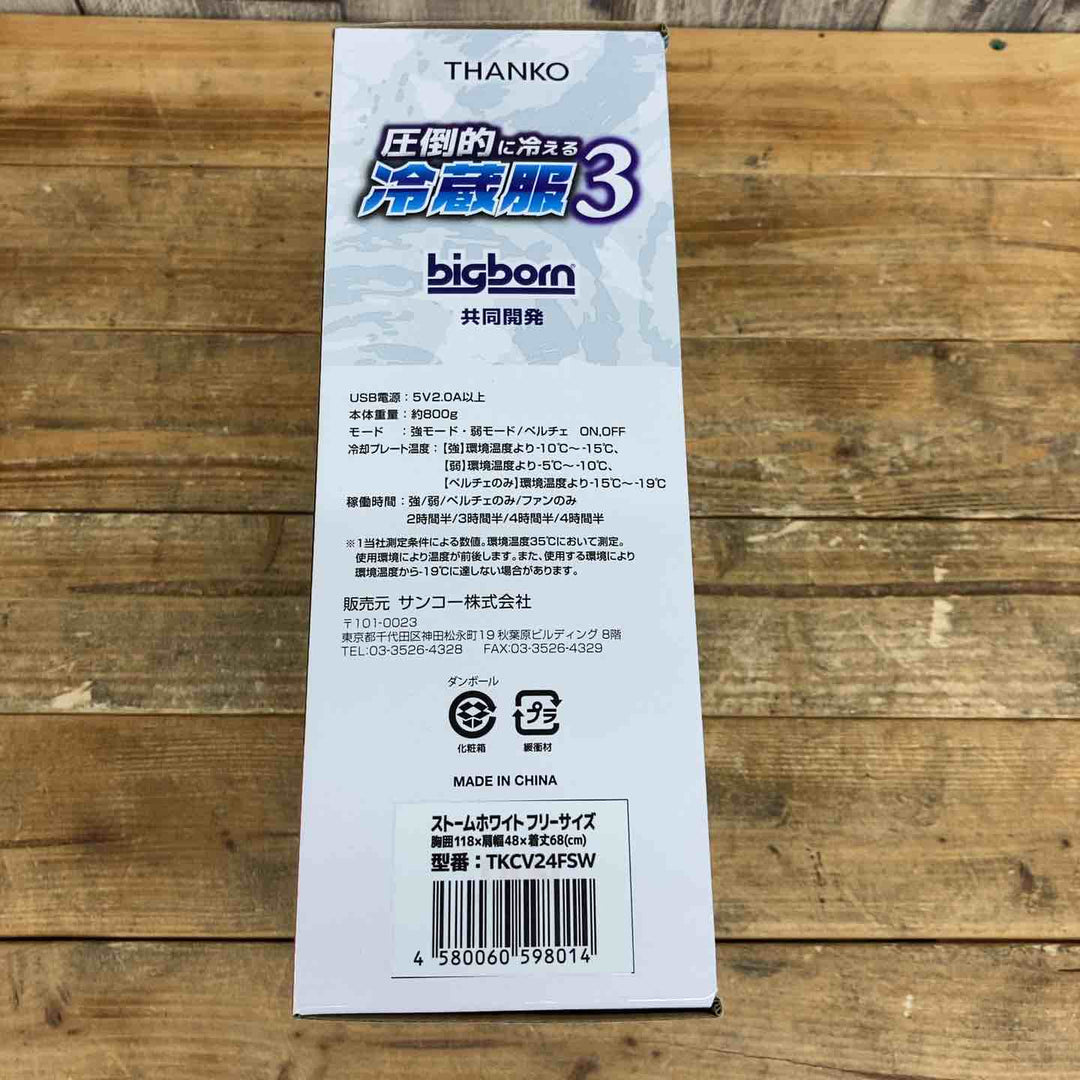 THANKO
圧倒的に冷える
冷蔵服3
bigborn
共同開発
USB電源：5V2.0A以上
本体重量：約800g
モード ：強モード・弱モード/ペルチェ ON,OFF
冷却プレート温度：【強】環境温度より-10℃～-15℃、
【弱】環境温度より-5℃～-10℃、
【ペルチェのみ】環境温度より-15℃～-19℃
稼働時間：強/弱/ペルチェのみ/ファンのみ
2時間半/3時間半/4時間半/4時間半
※1当社測定条件による数値。環境温度35℃において測定。
使用環境により温度が前後します。また、使用する環境により
環境温度から-19℃に達しない場合があります。
販売元 サンコー株式会社
〒101-0023
東京都千代田区神田松永町19 秋葉原ビルディング 8階
TEL:03-3526-4328 FAX:03-3526-4329
ダンボール
プラ
化粧箱 緩衝材
MADE IN CHINA
ストームホワイト フリーサイズ
胸囲118×肩幅48×着丈68(cm)
型番：TKCV24FSW
4 580060 598014